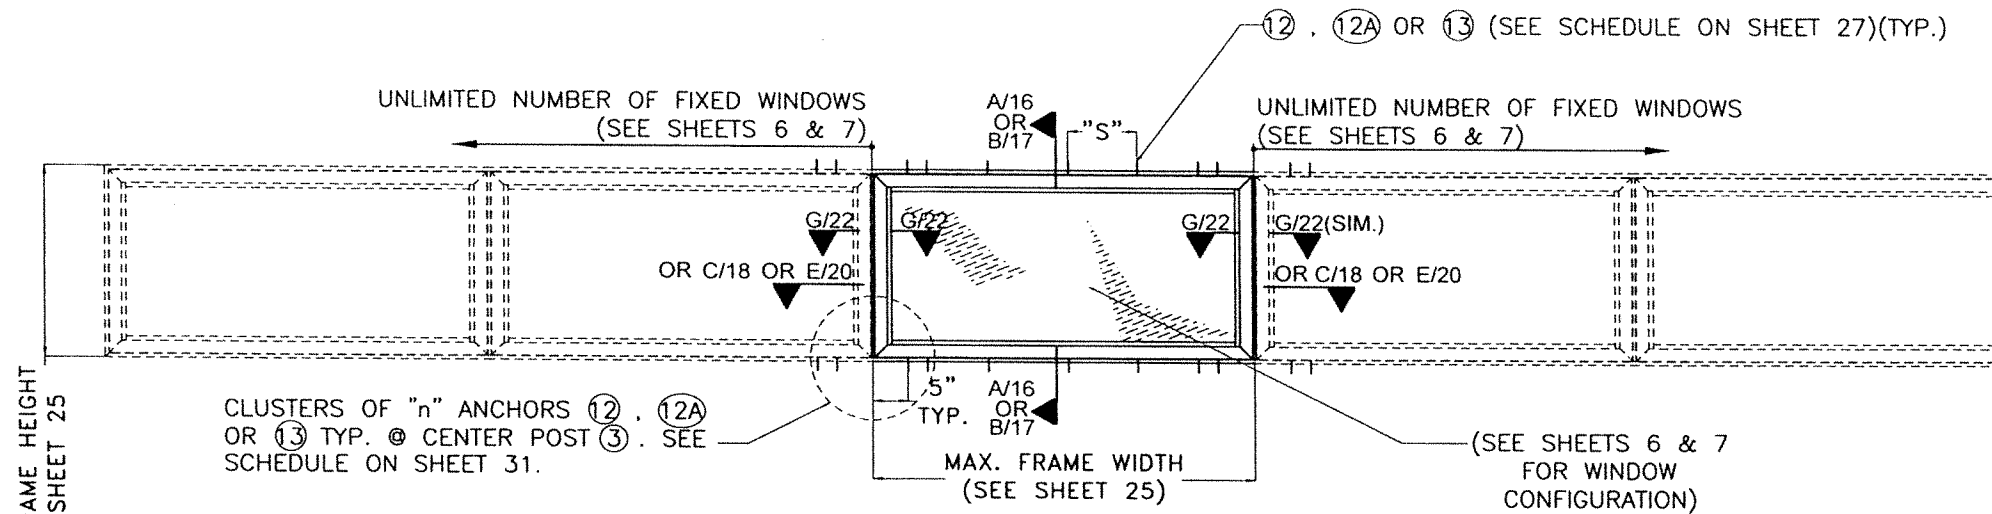 12 , 12A OR 13 (SEE SCHEDULE ON SHEET 27)(TYP.)
UNLIMITED NUMBER OF FIXED WINDOWS
(SEE SHEETS 6 & 7)
A/16
OR
B/17
"S"
UNLIMITED NUMBER OF FIXED WINDOWS
(SEE SHEETS 6 & 7)
G/22
G/22
G/22
G/22(SIM.)
OR C/18 OR E/20
OR C/18 OR E/20
AME HEIGHT
SHEET 25
CLUSTERS OF "n" ANCHORS 12 , 12A
OR 13 TYP. @ CENTER POST 3 . SEE
SCHEDULE ON SHEET 31.
5"
TYP.
A/16
OR
B/17
MAX. FRAME WIDTH
(SEE SHEET 25)
(SEE SHEETS 6 & 7
FOR WINDOW
CONFIGURATION)